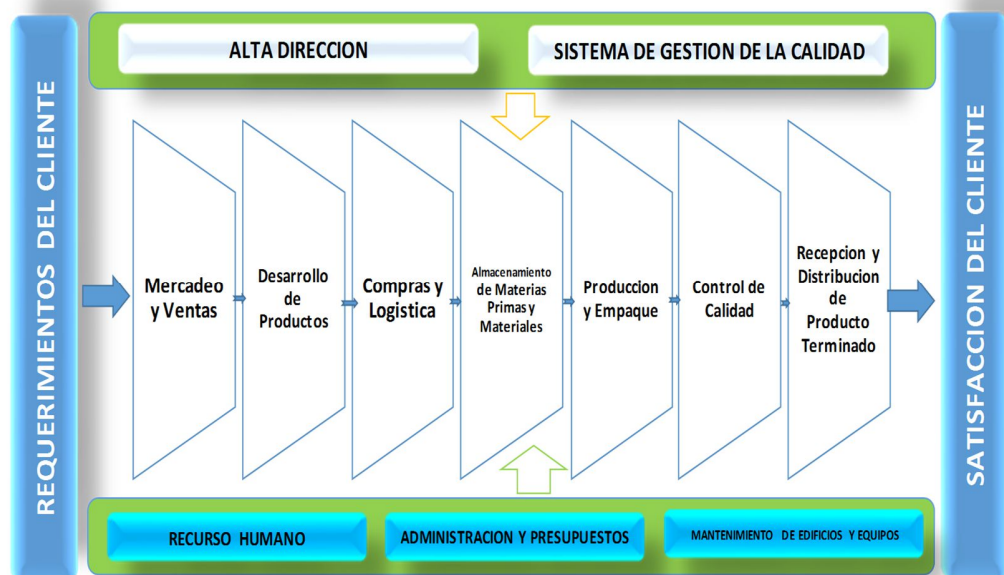 REQUERIMIENTOS DEL CLIENTE
ALTA DIRECCION
SISTEMA DE GESTION DE LA CALIDAD
Mercadeo
y Ventas
Desarrollo
de
Productos
Compras y
Logistica
Almacenamiento
de Materias
Primas y
Materiales
Produccion
y Empaque
Control de
Calidad
Recepcion y
Distribucion
de
Producto
Terminado
RECURSO HUMANO
ADMINISTRACION Y PRESUPUESTOS
MANTENIMIENTO DE EDIFICIOS Y EQUIPOS
SATISFACCION DEL CLIENTE